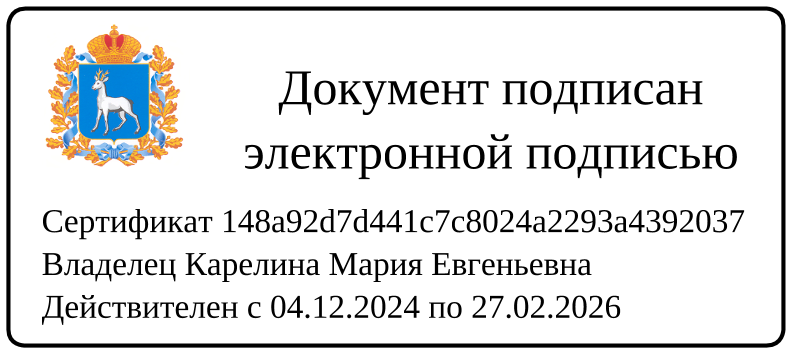 Документ подписан
электронной подписью
Сертификат 148a92d7d441c7c8024a2293a4392037
Владелец Карелина Мария Евгеньевна
Действителен с 04.12.2024 по 27.02.2026